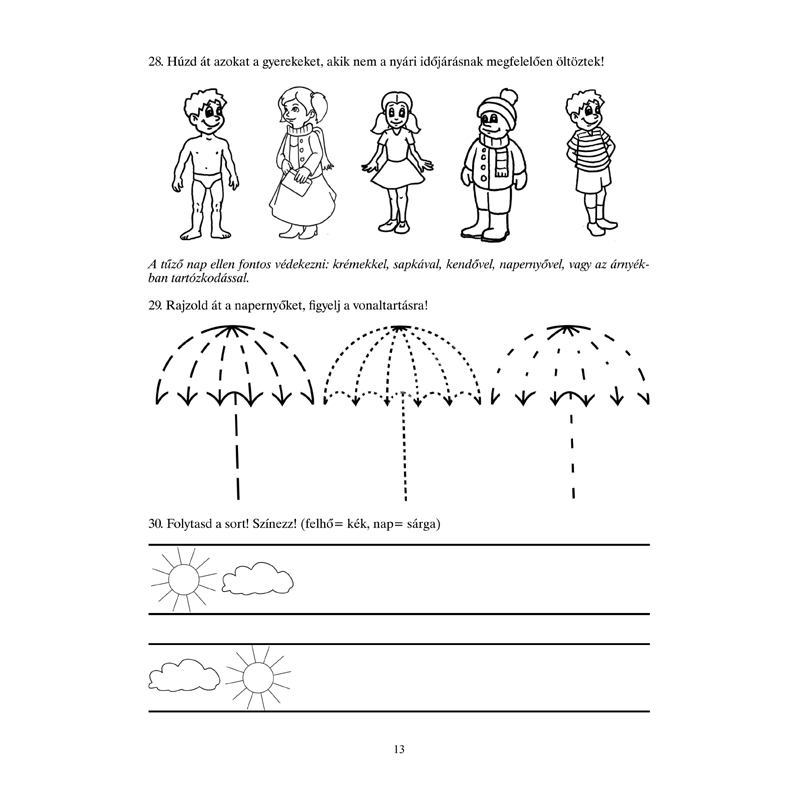 28. Húzd át azokat a gyerekeket, akik nem a nyári időjárásnak megfelelően öltöztek!
A tűző nap ellen fontos védekezni: krémekkel, sapkával, kendővel, napernyővel, vagy az árnyék-
ban tartózkodással.
29. Rajzold át a napernyőket, figyelj a vonaltartásra!
30. Folytasd a sort! Színezz! (felhő= kék, nap= sárga)
13